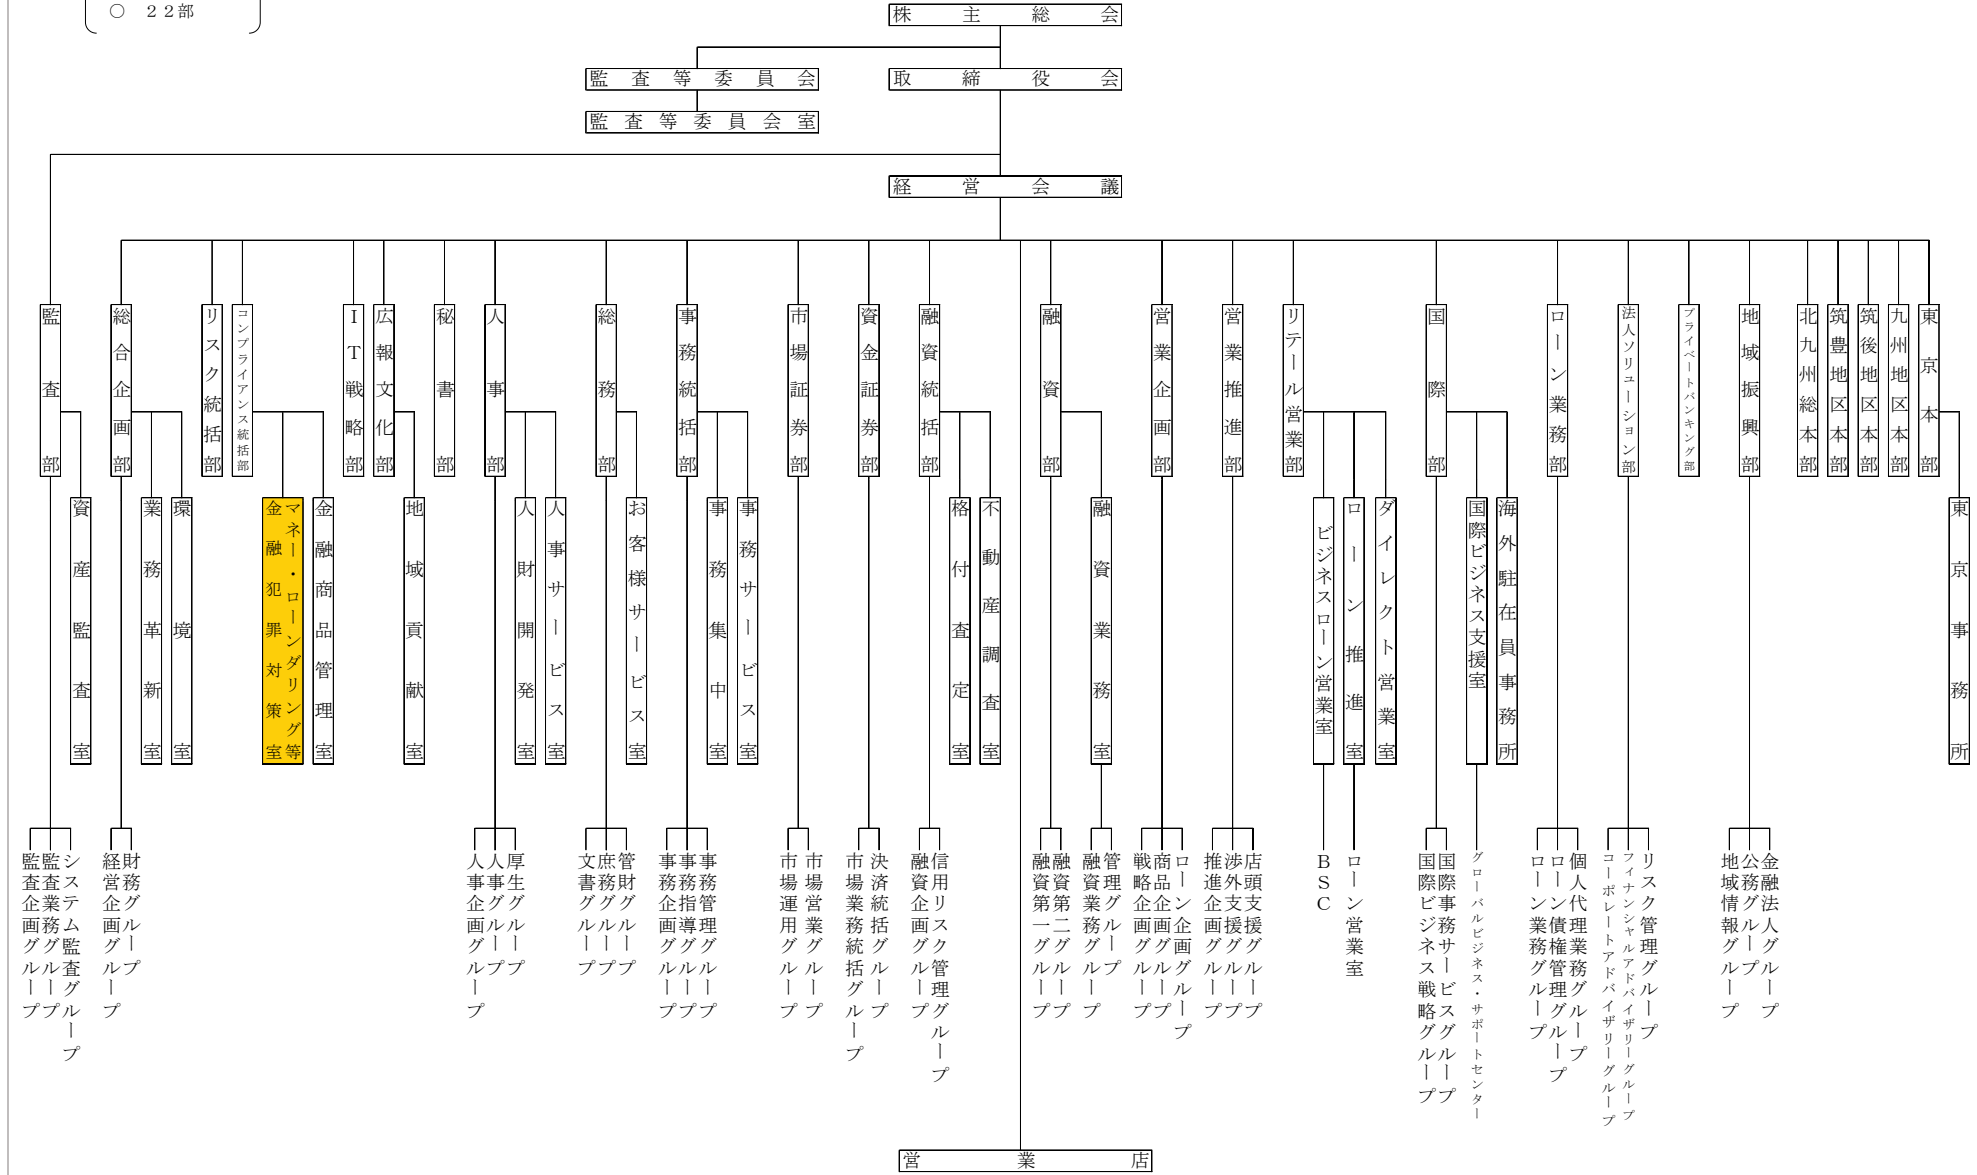 ○ ２２部
株主総会
監査等委員会
取締役会
監査等委員会室
経営会議
監査部
総合企画部
リスク統括部
コンプライアンス統括部
ＩＴ戦略部
広報文化部
秘書部
人事部
総務部
事務統括部
市場証券部
資金証券部
融資統括部
融資部
営業企画部
営業推進部
リテール営業部
国際部
ローン業務部
法人ソリューション部
プライベートバンキング部
地域振興部
北九州総本部
筑豊地区本部
筑後地区本部
九州地区本部
東京本部
資産監査室
業務革新室
環境室
マネー・ローンダリング等
金融犯罪対策室
金融商品管理室
地域貢献室
人財開発室
人事サービス室
お客様サービス室
事務集中室
事務サービス室
格付査定室
不動産調査室
融資業務室
ビジネスローン営業室
ローン推進室
ダイレクト営業室
国際ビジネス支援室
海外駐在員事務所
東京事務所
監査企画グループ
監査業務グループ
システム監査グループ
経営企画グループ
財務グループ
人事企画グループ
人事グループ
厚生グループ
文書グループ
庶務グループ
管財グループ
事務企画グループ
事務指導グループ
事務管理グループ
市場運用グループ
市場営業グループ
市場業務統括グループ
決済統括グループ
融資企画グループ
信用リスク管理グループ
融資第一グループ
融資第二グループ
融資業務グループ
管理グループ
戦略企画グループ
商品企画グループ
ローン企画グループ
推進企画グループ
渉外支援グループ
店頭支援グループ
ＢＳＣ
ローン営業室
国際ビジネス戦略グループ
国際事務サービスグループ
グローバルビジネス・サポートセンター
ローン業務グループ
ローン債権管理グループ
個人代理業務グループ
コーポレートアドバイザリーグループ
フィナンシャルアドバイザリーグループ
リスク管理グループ
地域情報グループ
公務グループ
金融法人グループ
営業店